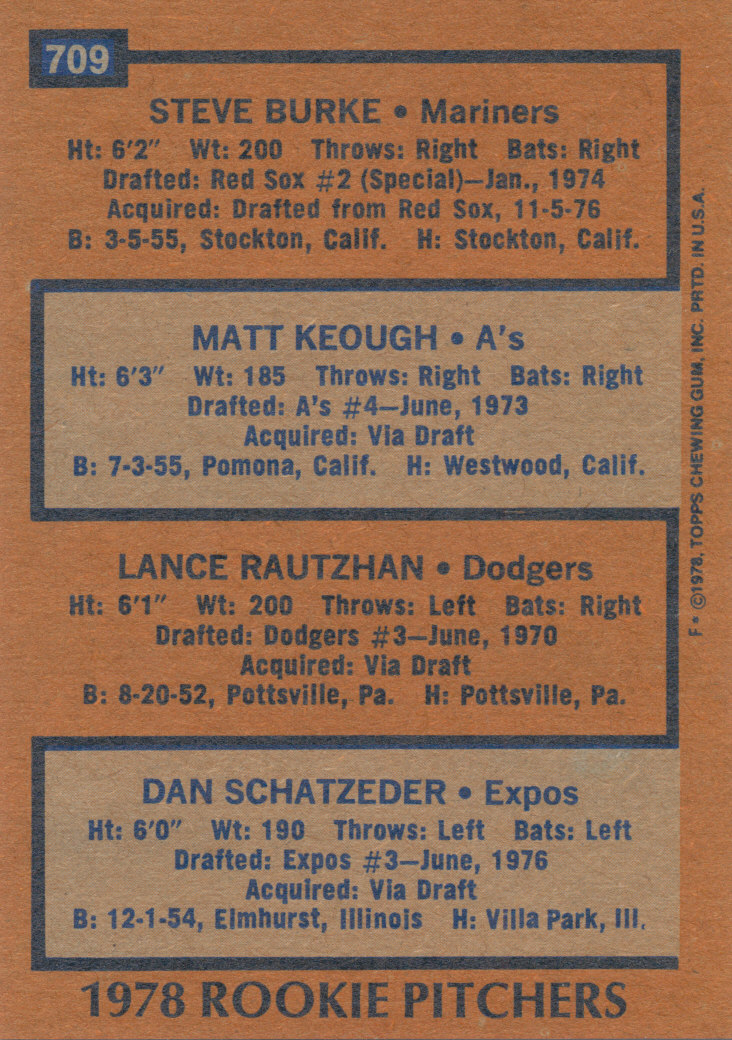 709
STEVE BURKE • Mariners
Ht: 6'2" Wt: 200 Throws: Right Bats: Right
Drafted: Red Sox #2 (Special)—Jan., 1974
Acquired: Drafted from Red Sox, 11-5-76
B: 3-5-55, Stockton, Calif. H: Stockton, Calif.
MATT KEOUGH • A's
Ht: 6'3" Wt: 185 Throws: Right Bats: Right
Drafted: A's #4—June, 1973
Acquired: Via Draft
B: 7-3-55, Pomona, Calif. H: Westwood, Calif.
LANCE RAUTZHAN • Dodgers
Ht: 6'1" Wt: 200 Throws: Left Bats: Right
Drafted: Dodgers #3—June, 1970
Acquired: Via Draft
B: 8-20-52, Pottsville, Pa. H: Pottsville, Pa.
DAN SCHATZEDER • Expos
Ht: 6'0" Wt: 190 Throws: Left Bats: Left
Drafted: Expos #3—June, 1976
Acquired: Via Draft
B: 12-1-54, Elmhurst, Illinois H: Villa Park, Ill.
1978 ROOKIE PITCHERS
F* ©1978, TOPPS CHEWING GUM, INC. PRTD. IN U.S.A.